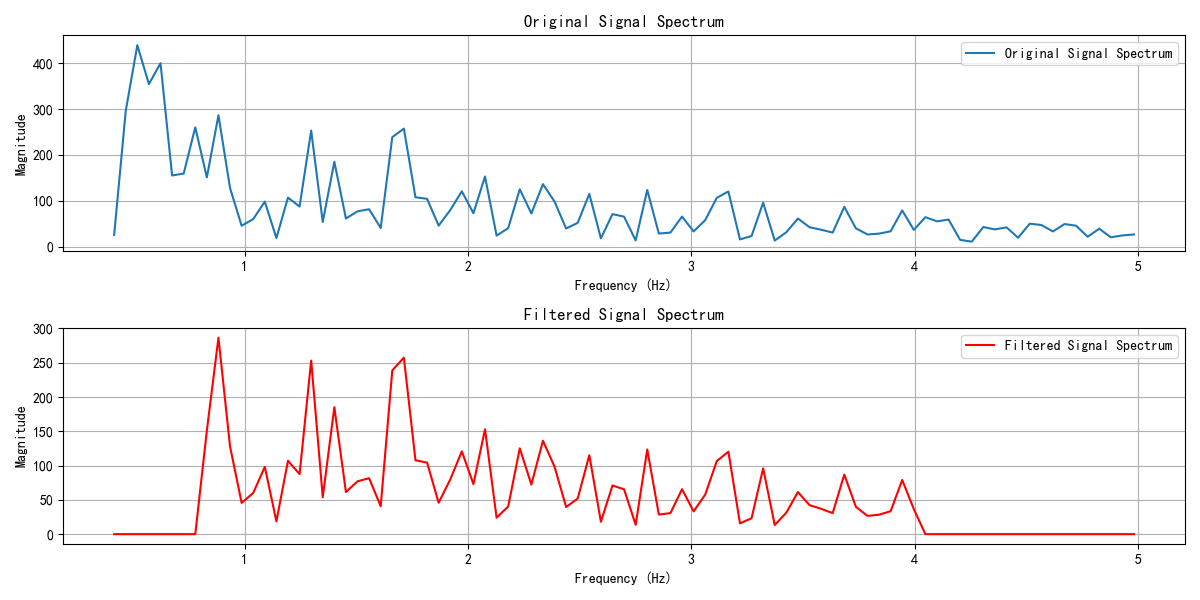 Original Signal Spectrum
Original Signal Spectrum
400
300
200
100
0
Magnitude
1 2 3 4 5
Frequency (Hz)
Filtered Signal Spectrum
Filtered Signal Spectrum
300
250
200
150
100
50
0
Magnitude
1 2 3 4 5
Frequency (Hz)